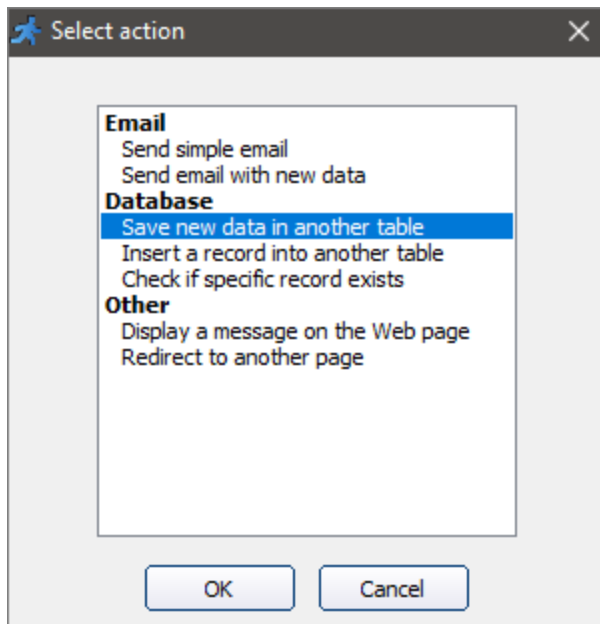 Select action
Email
Send simple email
Send email with new data
Database
Save new data in another table
Insert a record into another table
Check if specific record exists
Other
Display a message on the Web page
Redirect to another page
OK
Cancel